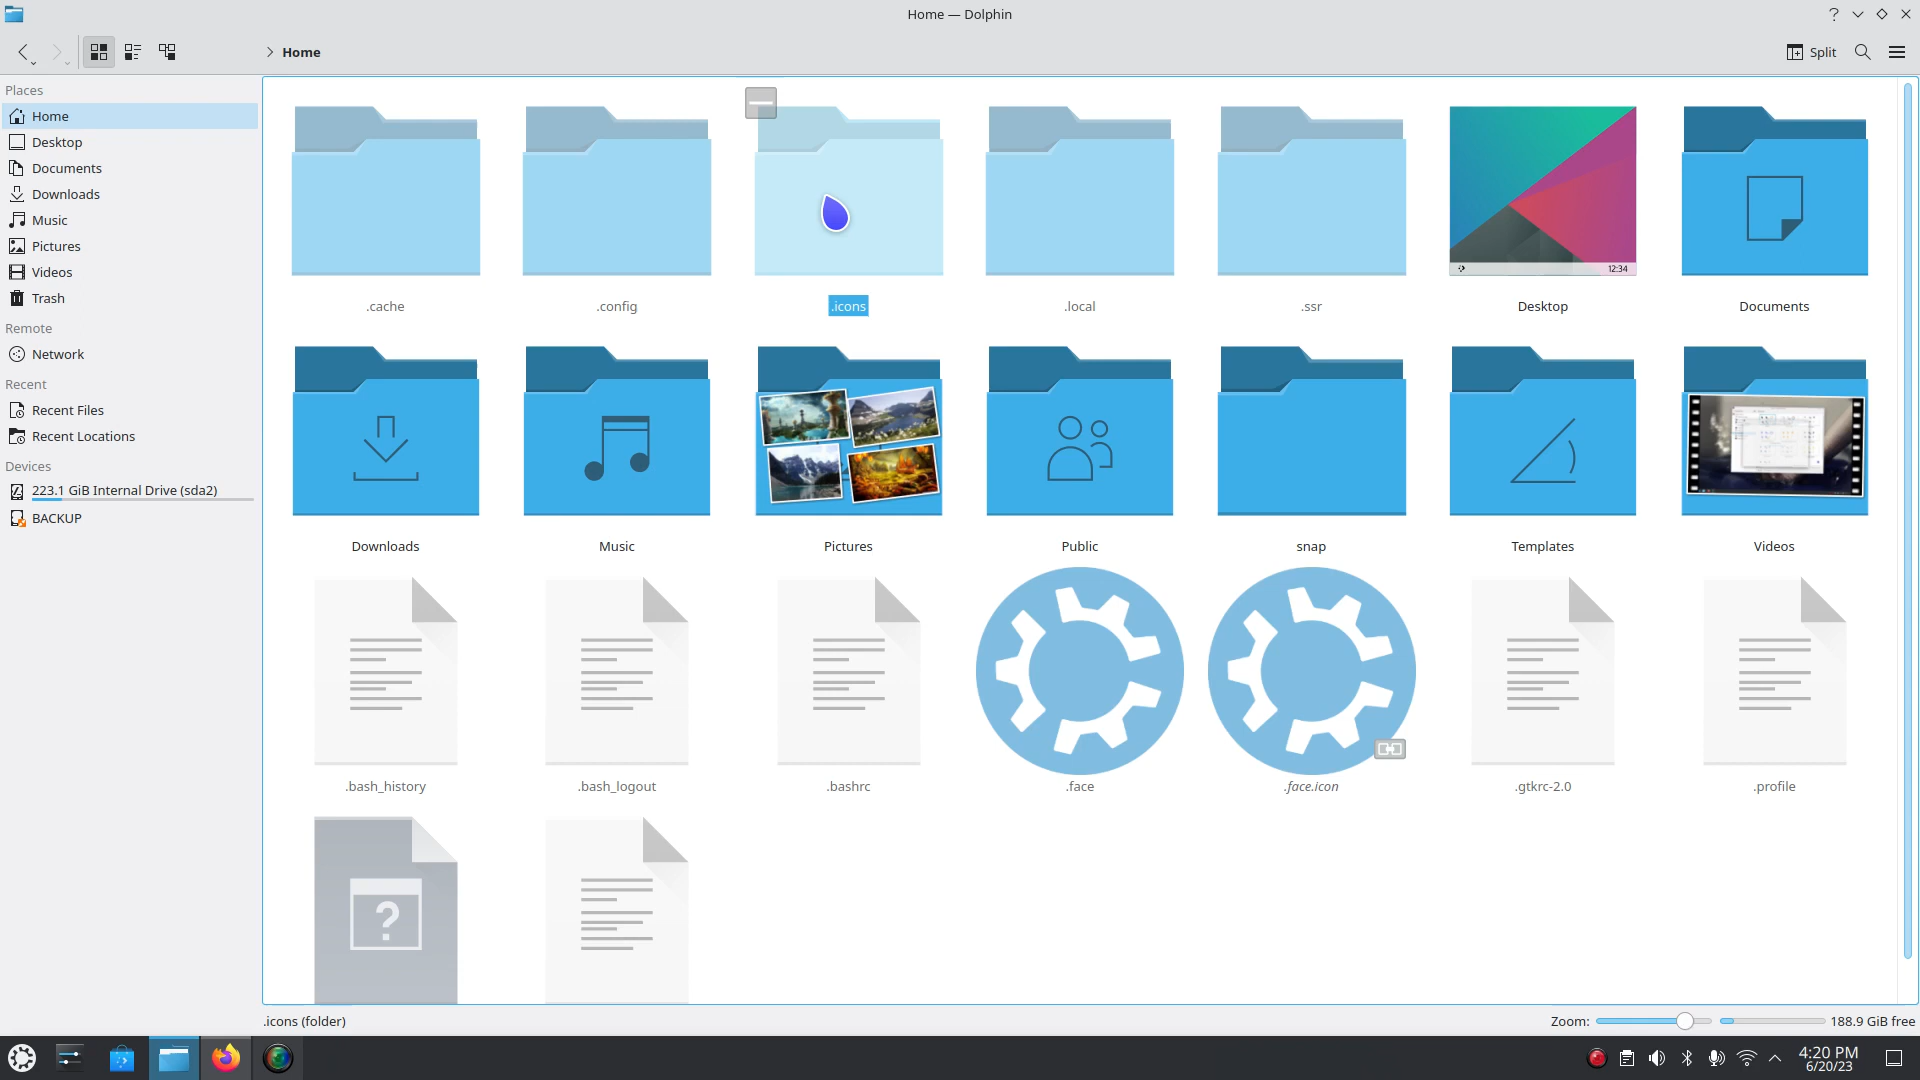 Home — Dolphin
?
Home
Split
Places
Home
Desktop
Documents
Downloads
Music
Pictures
Videos
Trash
Remote
Network
Recent
Recent Files
Recent Locations
Devices
223.1 GiB Internal Drive (sda2)
BACKUP
12:34
.cache
.config
.icons
.local
.ssr
Desktop
Documents
Downloads
Music
Pictures
Public
snap
Templates
Videos
.bash_history
.bash_logout
.bashrc
.face
.face.icon
.gtkrc-2.0
.profile
?
.icons (folder)
Zoom:
188.9 GiB free
4:20 PM
6/20/23